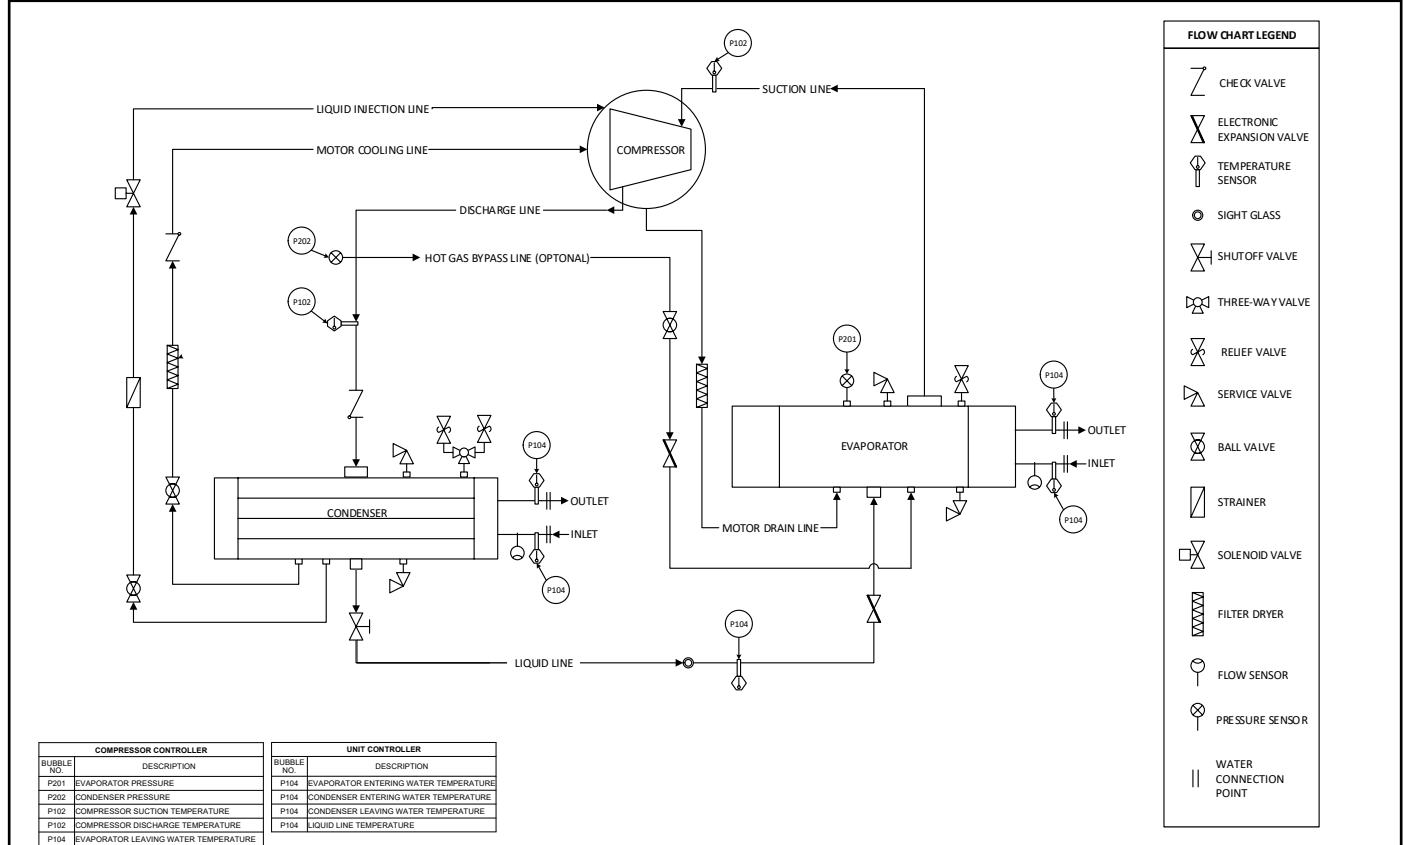 P102
SUCTION LINE
LIQUID INJECTION LINE
MOTOR COOLING LINE
COMPRESSOR
DISCHARGE LINE
P202
HOT GAS BYPASS LINE (OPTONAL)
P102
P201
P104
OUTLET
EVAPORATOR
INLET
P104
P104
OUTLET
CONDENSER
INLET
P104
MOTOR DRAIN LINE
P104
LIQUID LINE
FLOW CHART LEGEND
CHECK VALVE
ELECTRONIC
EXPANSION VALVE
TEMPERATURE
SENSOR
SIGHT GLASS
SHUTOFF VALVE
THREE-WAY VALVE
RELIEF VALVE
SERVICE VALVE
BALL VALVE
STRAINER
SOLENOID VALVE
FILTER DRYER
FLOW SENSOR
PRESSURE SENSOR
WATER
CONNECTION
POINT
COMPRESSOR CONTROLLER
BUBBLE NO. DESCRIPTION
P201 EVAPORATOR PRESSURE
P202 CONDENSER PRESSURE
P102 COMPRESSOR SUCTION TEMPERATURE
P102 COMPRESSOR DISCHARGE TEMPERATURE
P104 EVAPORATOR LEAVING WATER TEMPERATURE
UNIT CONTROLLER
BUBBLE NO. DESCRIPTION
P104 EVAPORATOR ENTERING WATER TEMPERATURE
P104 CONDENSER ENTERING WATER TEMPERATURE
P104 CONDENSER LEAVING WATER TEMPERATURE
P104 LIQUID LINE TEMPERATURE